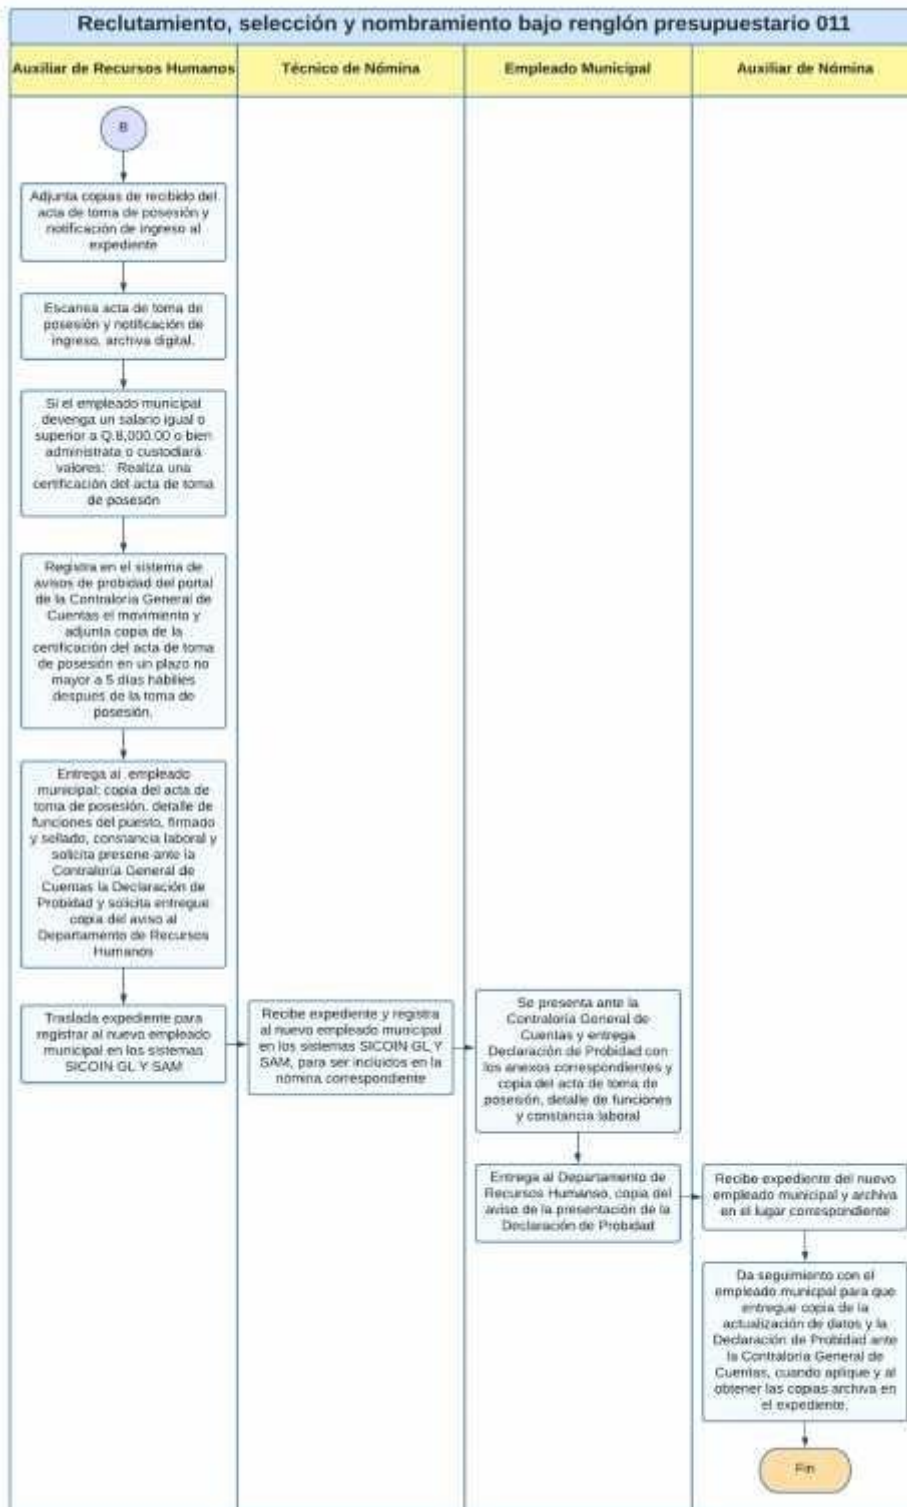 Reclutamiento, selección y nombramiento bajo renglón presupuestario 011
Auxiliar de Recursos Humanos
Técnico de Nómina
Empleado Municipal
Auxiliar de Nómina
B
Adjunta copias de recibido del
acta de toma de posesión y
notificación de ingreso al
expediente
Escanea acta de toma de
posesión y notificación de
ingreso, archiva digital.
Si el empleado municipal
devenga un salario igual o
superior a Q.8,000.00 o bien
administrata o custodiará
valores: Realiza una
certificación del acta de toma
de posesón
Registra en el sistema de
avisos de probidad del portal
de la Contraloría General de
Cuentas el movimiento y
adjunta copia de la
certificación del acta de toma
de posesión en un plazo no
mayor a 5 días hábilies
despues de la toma de
posesión.
Entrega al empleado
municipal: copia del acta de
toma de posesión, detalle de
funciones del puesto, firmado
y sellado, constancia laboral y
solicita presene ante la
Contraloría General de
Cuentas la Declaración de
Probidad y solicita entregue
copia del aviso al
Departamento de Recursos
Humanos
Traslada expediente para
registrar al nuevo empleado
municipal en los sistemas
SICOIN GL Y SAM
Recibe expediente y registra
al nuevo empleado municipal
en los sistemas SICOIN GL Y
SAM, para ser incluidos en la
nómina correspondiente
Se presenta ante la
Contraloría General de
Cuentas y entrega
Declaración de Probidad con
los anexos correspondientes y
copia del acta de toma de
posesión, detalle de funciones
y constancia laboral
Entrega al Departamento de
Recursos Humanso, copia del
aviso de la presentación de la
Declaración de Probidad
Recibe expediente del nuevo
empleado municipal y archiva
en el lugar correspondiente
Da seguimiento con el
empleado municpal para que
entregue copia de la
actualización de datos y la
Declaración de Probidad ante
la Contraloría General de
Cuentas, cuando aplique y al
obtener las copias archiva en
el expediente.
Fin